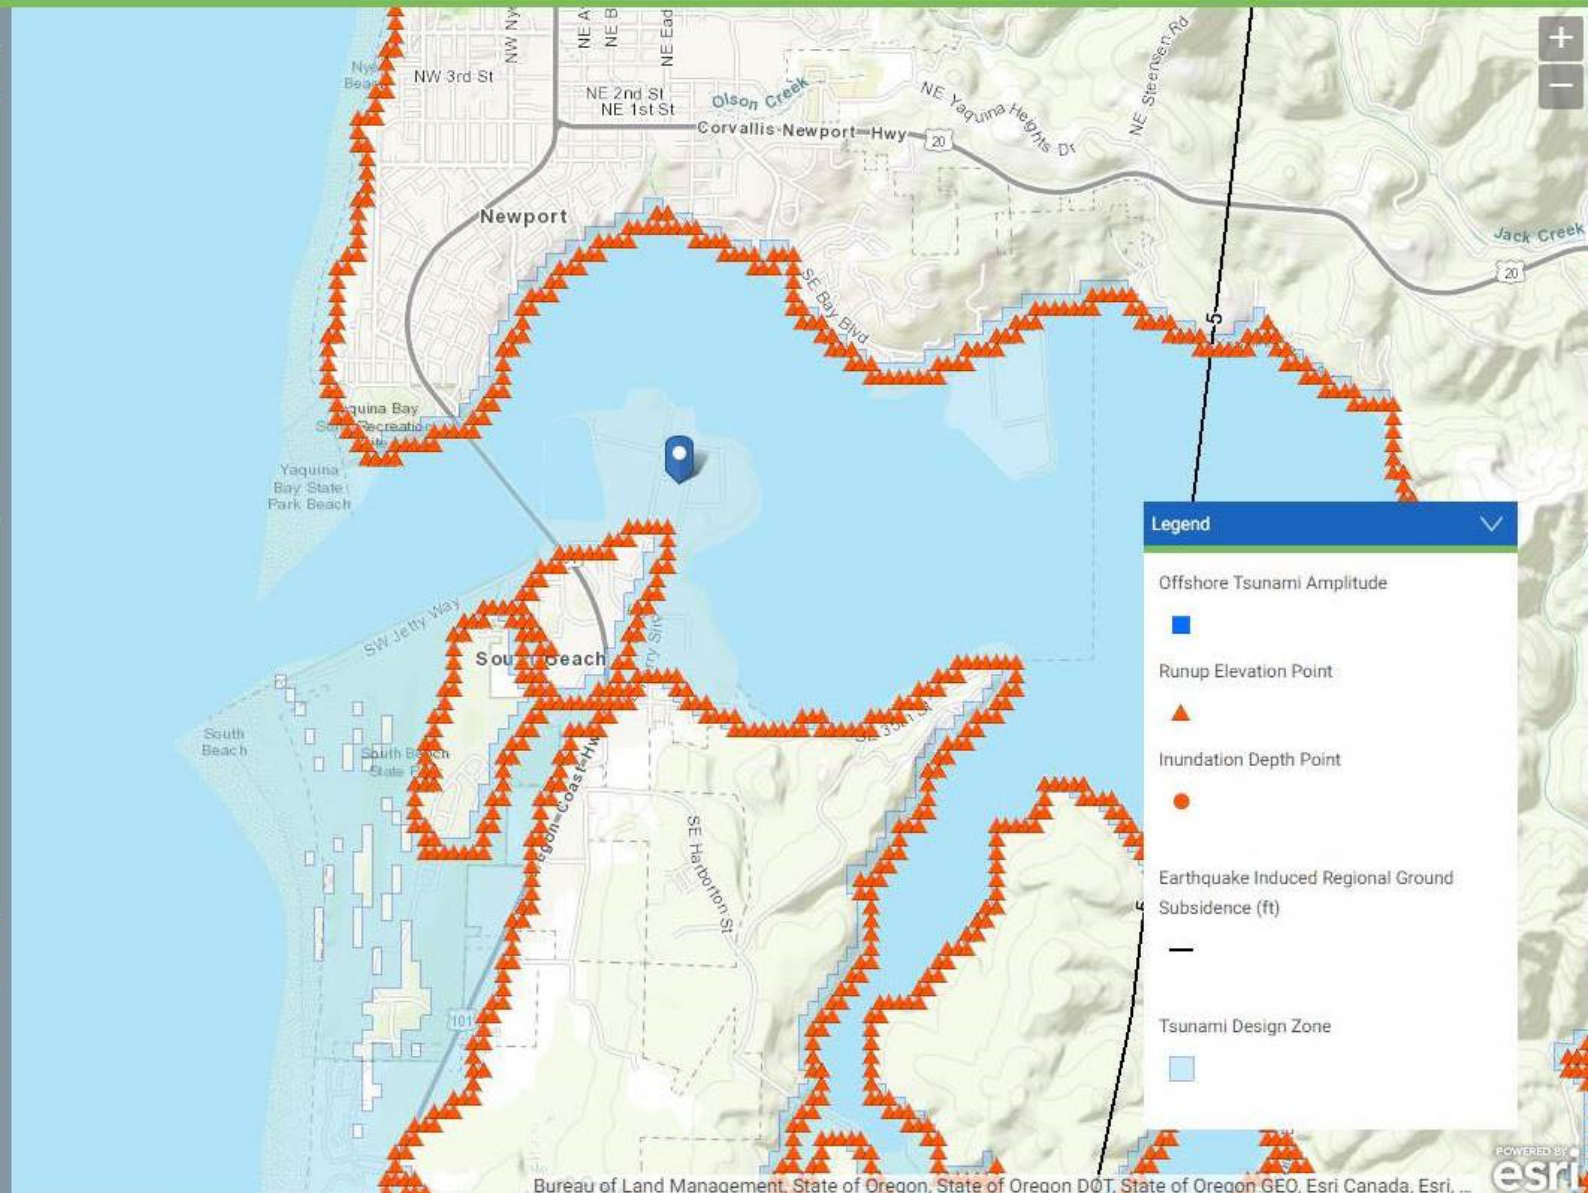 NW 3rd St
NE 2nd St
NE 1st St
Olson Creek
Corvallis-Newport Hwy
20
NE Yaquina Heights Dr
NE Steensen Rd
Jack Creek
20
Newport
SE Bay Blvd
5
Yaquina
Bay State
Park Beach
SW Jetty Way
South
Beach
SE Harborton St
101
5
Legend
Offshore Tsunami Amplitude
Runup Elevation Point
Inundation Depth Point
Earthquake Induced Regional Ground
Subsidence (ft)
Tsunami Design Zone
POWERED BY
esri
Bureau of Land Management, State of Oregon, State of Oregon DOT, State of Oregon GEO, Esri Canada, Esri, ...